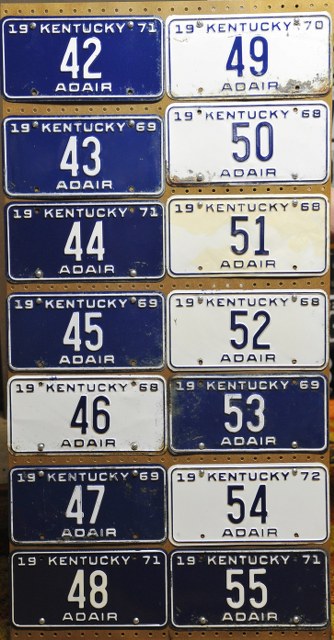 19 KENTUCKY 71
42
ADAIR
19 KENTUCKY 69
43
ADAIR
19 KENTUCKY 71
44
ADAIR
19 KENTUCKY 69
45
ADAIR
19 KENTUCKY 68
46
ADAIR
19 KENTUCKY 69
47
ADAIR
19 KENTUCKY 71
48
ADAIR
19 KENTUCKY 70
49
ADAIR
19 KENTUCKY 68
50
ADAIR
19 KENTUCKY 68
51
ADAIR
19 KENTUCKY 68
52
ADAIR
19 KENTUCKY 69
53
ADAIR
19 KENTUCKY 72
54
ADAIR
19 KENTUCKY 71
55
ADAIR